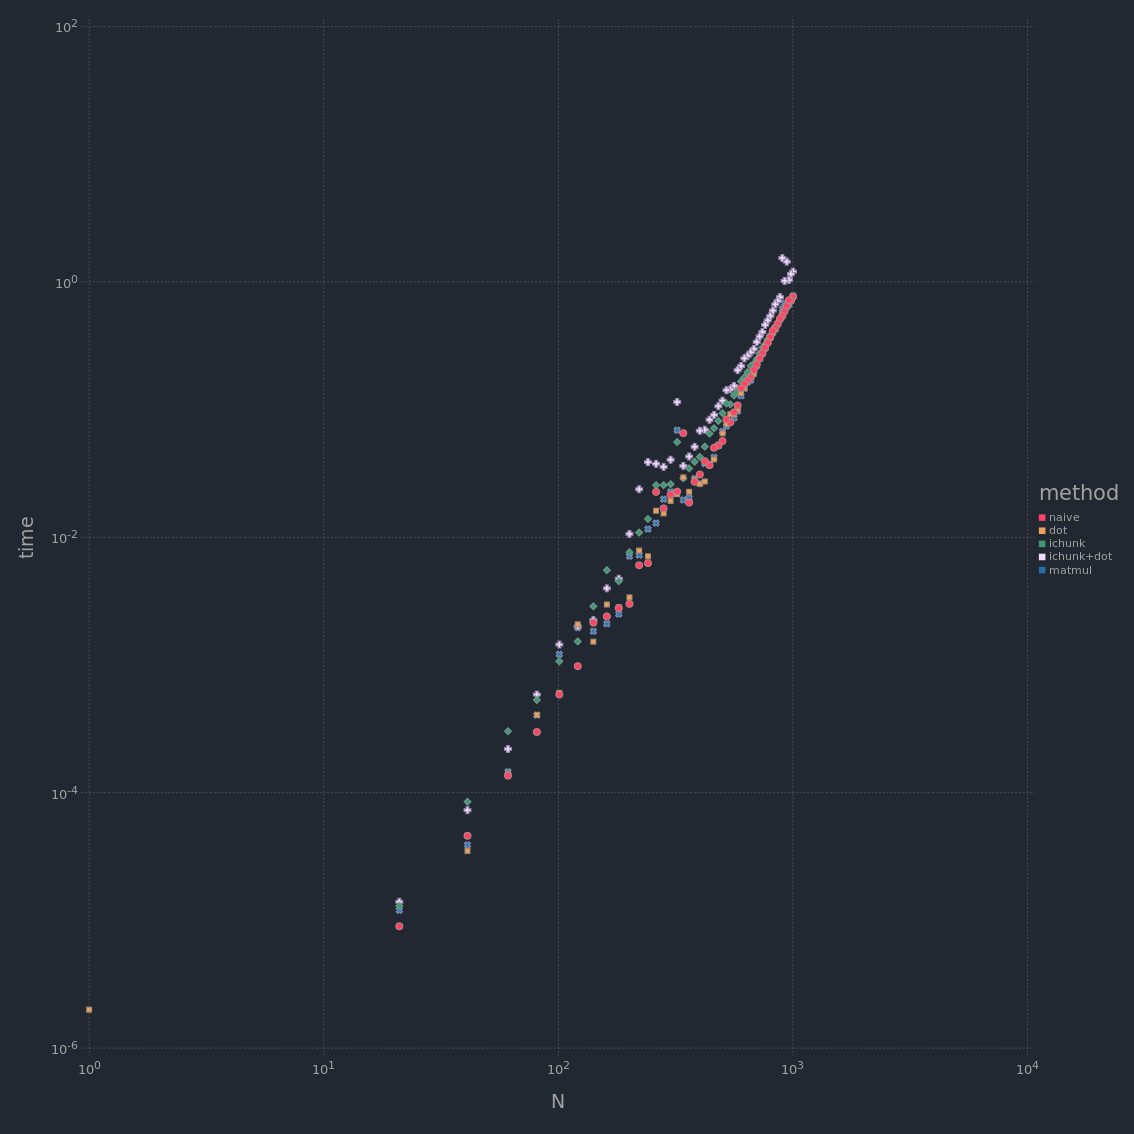 10²
10⁰
10⁻²
10⁻⁴
10⁻⁶
time
10⁰
10¹
10²
10³
10⁴
N
method
naive
dot
ichunk
ichunk+dot
matmul